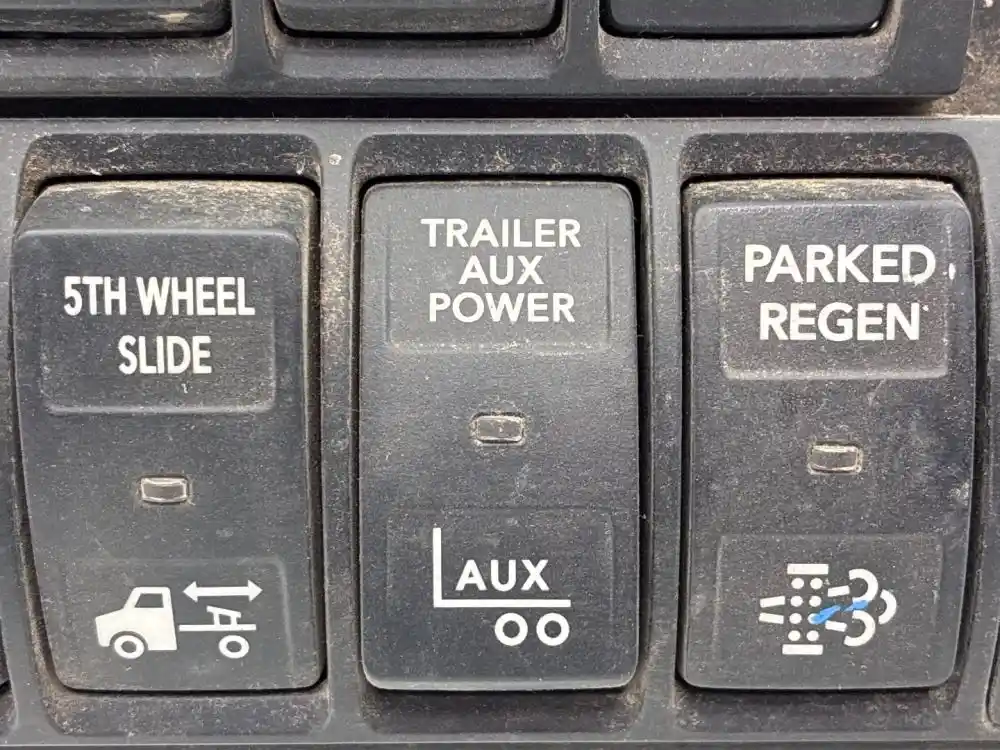 5TH WHEEL
SLIDE
TRAILER
AUX
POWER
AUX
PARKED
REGEN